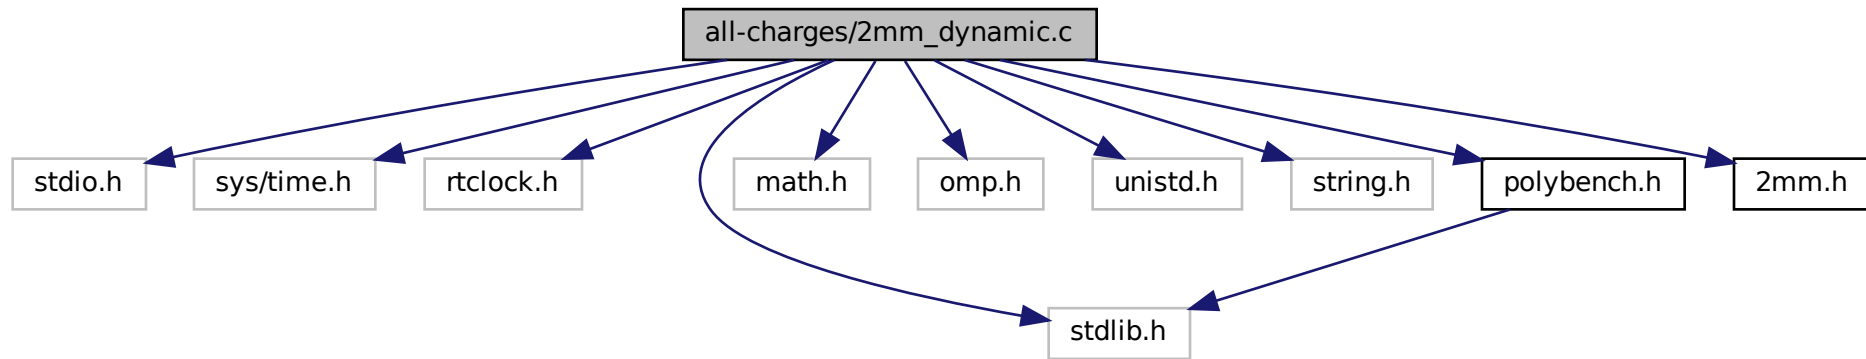 all-charges/2mm_dynamic.c
stdio.h
sys/time.h
rtclock.h
math.h
omp.h
unistd.h
string.h
polybench.h
2mm.h
stdlib.h